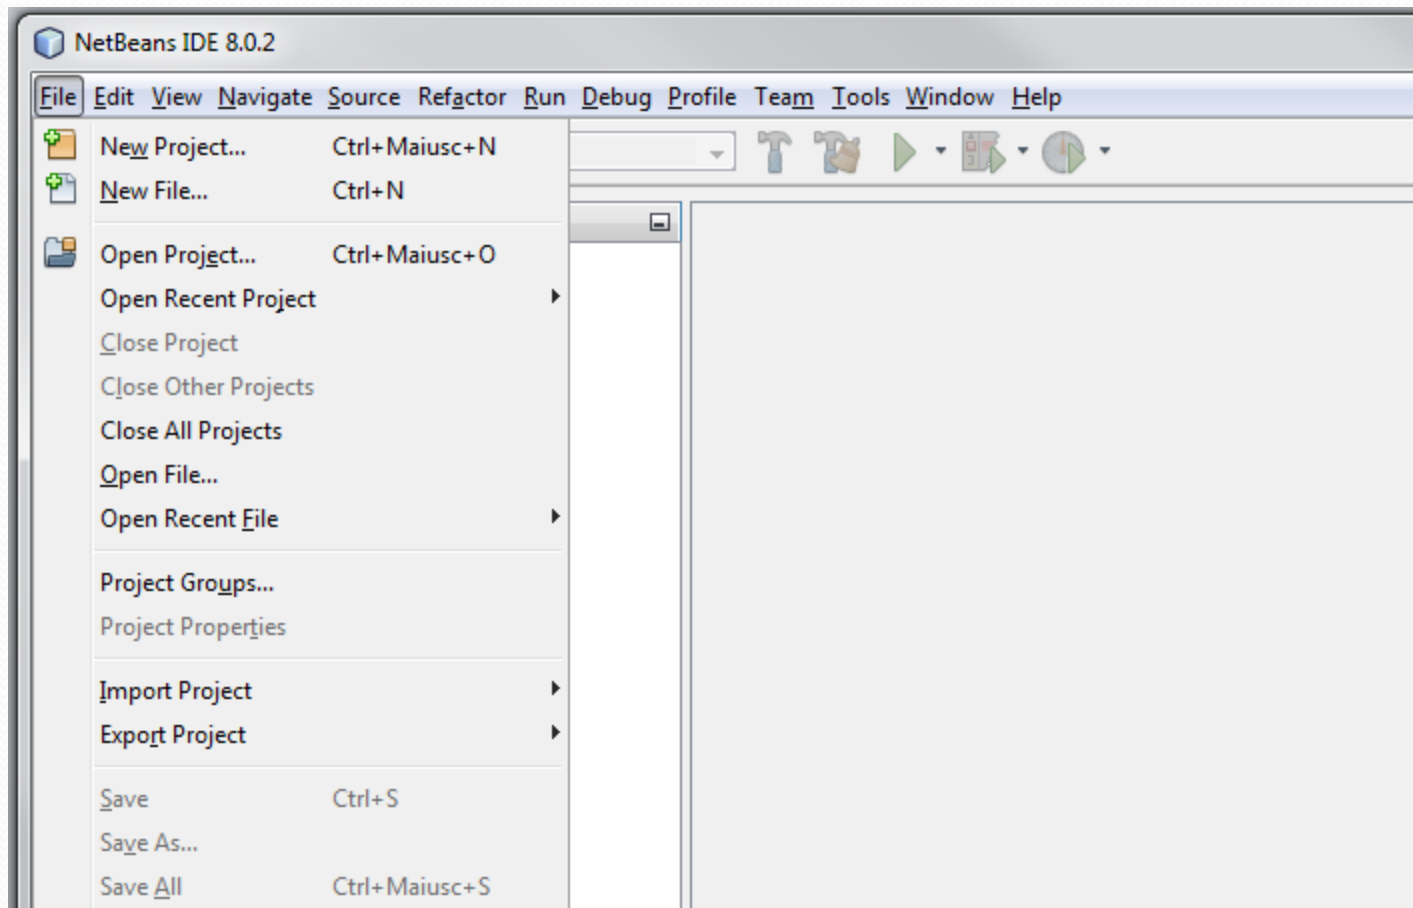 NetBeans IDE 8.0.2
File Edit View Navigate Source Refactor Run Debug Profile Team Tools Window Help
New Project... Ctrl+Maiusc+N
New File... Ctrl+N
Open Project... Ctrl+Maiusc+O
Open Recent Project
Close Project
Close Other Projects
Close All Projects
Open File...
Open Recent File
Project Groups...
Project Properties
Import Project
Export Project
Save Ctrl+S
Save As...
Save All Ctrl+Maiusc+S